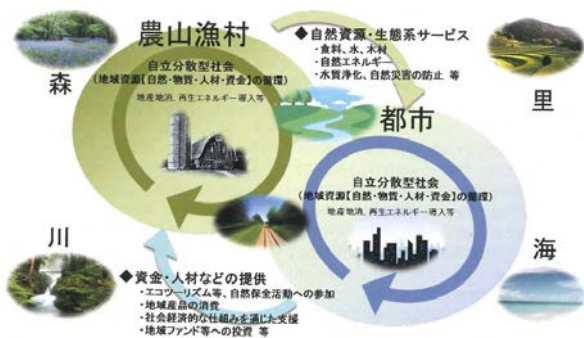 農山漁村
森
自立分散型社会
(地域資源【自然・物質・人材・資金】の循環)
地産地消、再生エネルギー導入等
◆自然資源・生態系サービス
・食料、水、木材
・自然エネルギー
・水質浄化、自然災害の防止 等
里
都市
自立分散型社会
(地域資源【自然・物質・人材・資金】の循環)
地産地消、再生エネルギー導入等
川
海
◆資金・人材などの提供
・エコツーリズム等、自然保全活動への参加
・地域産品の消費
・社会経済的な仕組を通じた支援
・地域ファンド等への投資 等